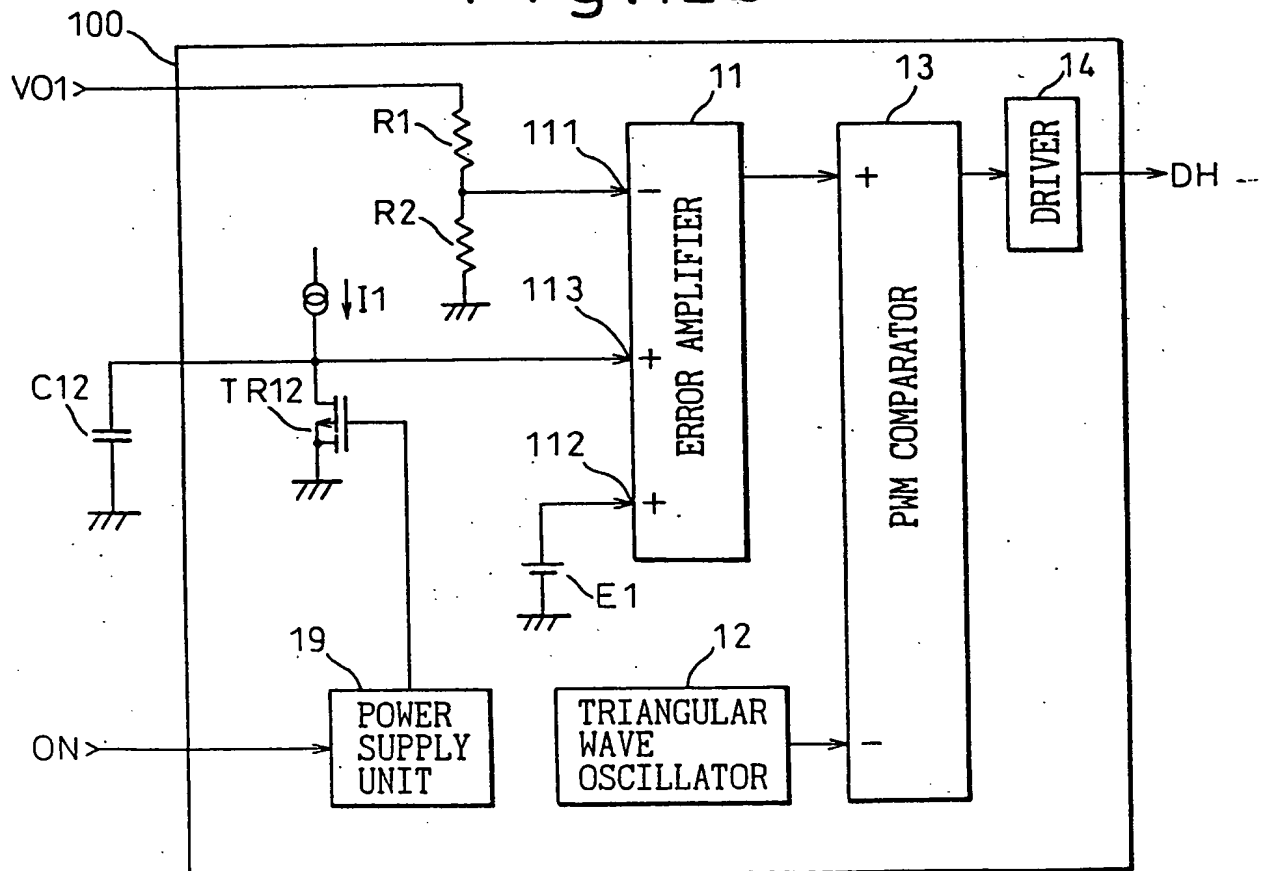 100
VO1
R1
R2
111
11
13
14
DRIVER
DH
-
I1
113
+
C12
TR12
112
+
ERROR AMPLIFIER
+
PWM COMPARATOR
E1
19
12
POWER
SUPPLY
UNIT
TRIANGULAR
WAVE
OSCILLATOR
-
ON